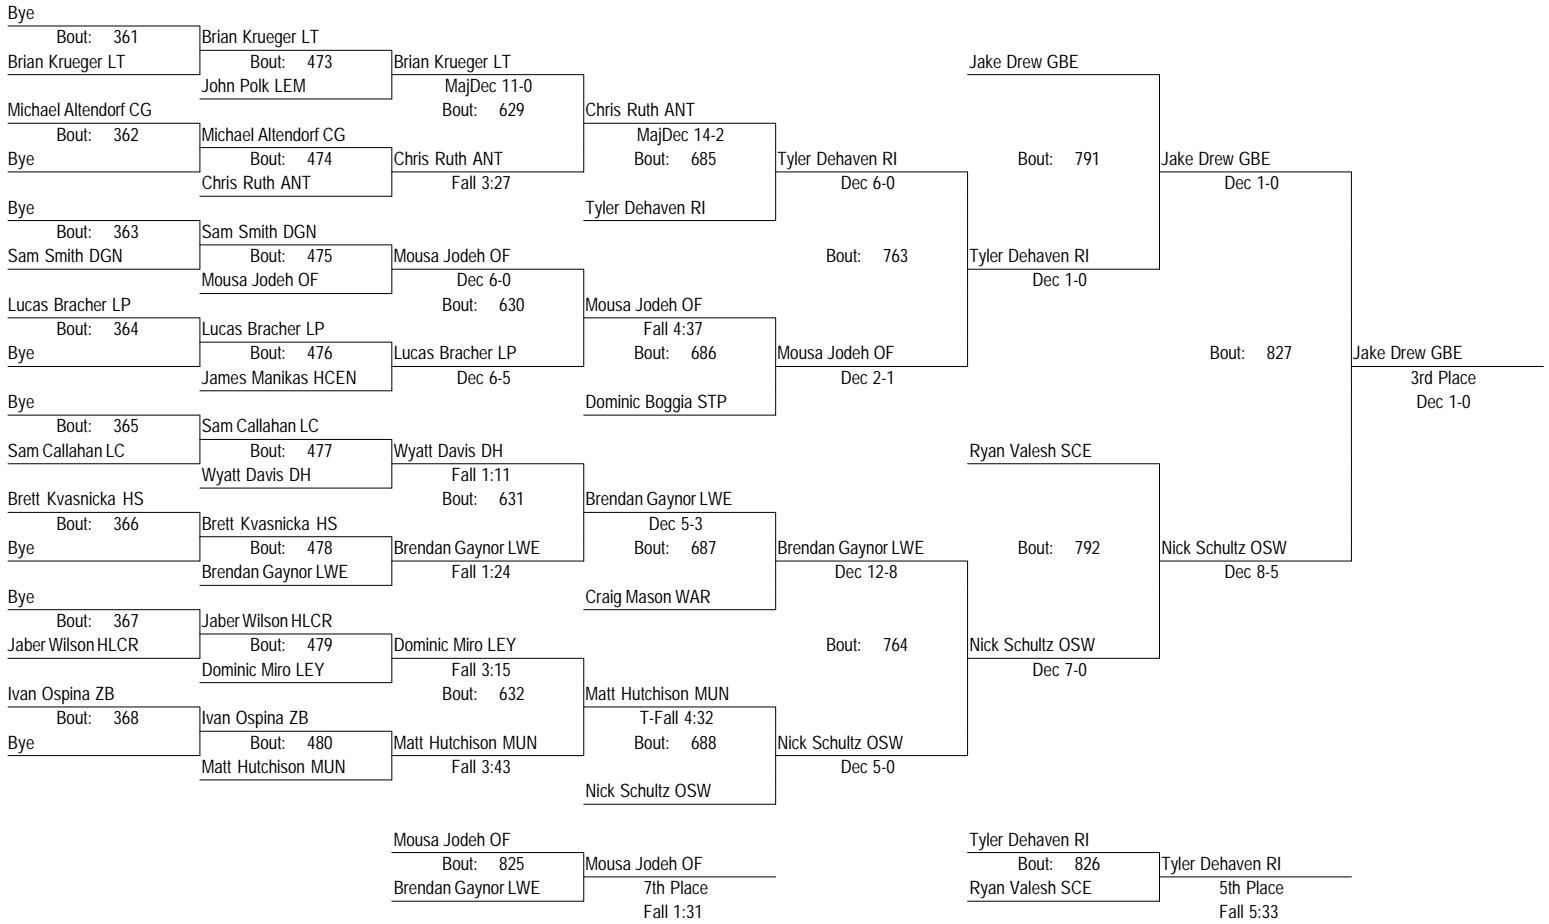 Bye
Bout: 361
Brian Krueger LT
Brian Krueger LT
Bout: 473
John Polk LEM
Brian Krueger LT
MajDec 11-0
Bout: 629
Michael Altendorf CG
Bout: 362
Bye
Michael Altendorf CG
Bout: 474
Chris Ruth ANT
Chris Ruth ANT
Fall 3:27
Chris Ruth ANT
MajDec 14-2
Bout: 685
Tyler Dehaven RI
Bye
Bout: 363
Sam Smith DGN
Sam Smith DGN
Bout: 475
Mousa Jodeh OF
Mousa Jodeh OF
Dec 6-0
Bout: 630
Lucas Bracher LP
Bout: 364
Bye
Lucas Bracher LP
Bout: 476
James Manikas HCEN
Lucas Bracher LP
Dec 6-5
Mousa Jodeh OF
Fall 4:37
Bout: 686
Dominic Boggia STP
Tyler Dehaven RI
Dec 6-0
Bout: 763
Mousa Jodeh OF
Dec 2-1
Bye
Bout: 365
Sam Callahan LC
Sam Callahan LC
Bout: 477
Wyatt Davis DH
Wyatt Davis DH
Fall 1:11
Bout: 631
Brett Kvasnicka HS
Bout: 366
Bye
Brett Kvasnicka HS
Bout: 478
Brendan Gaynor LWE
Brendan Gaynor LWE
Fall 1:24
Brendan Gaynor LWE
Dec 5-3
Bout: 687
Craig Mason WAR
Bye
Bout: 367
Jaber Wilson HLCR
Jaber Wilson HLCR
Bout: 479
Dominic Miro LEY
Dominic Miro LEY
Fall 3:15
Bout: 632
Ivan Ospina ZB
Bout: 368
Bye
Ivan Ospina ZB
Bout: 480
Matt Hutchison MUN
Matt Hutchison MUN
Fall 3:43
Matt Hutchison MUN
T-Fall 4:32
Bout: 688
Nick Schultz OSW
Brendan Gaynor LWE
Dec 12-8
Bout: 764
Nick Schultz OSW
Dec 5-0
Jake Drew GBE
Bout: 791
Tyler Dehaven RI
Dec 1-0
Jake Drew GBE
Dec 1-0
Ryan Valesh SCE
Bout: 792
Nick Schultz OSW
Dec 7-0
Nick Schultz OSW
Dec 8-5
Bout: 827
Jake Drew GBE
3rd Place
Dec 1-0
Mousa Jodeh OF
Bout: 825
Brendan Gaynor LWE
Mousa Jodeh OF
7th Place
Fall 1:31
Tyler Dehaven RI
Bout: 826
Ryan Valesh SCE
Tyler Dehaven RI
5th Place
Fall 5:33